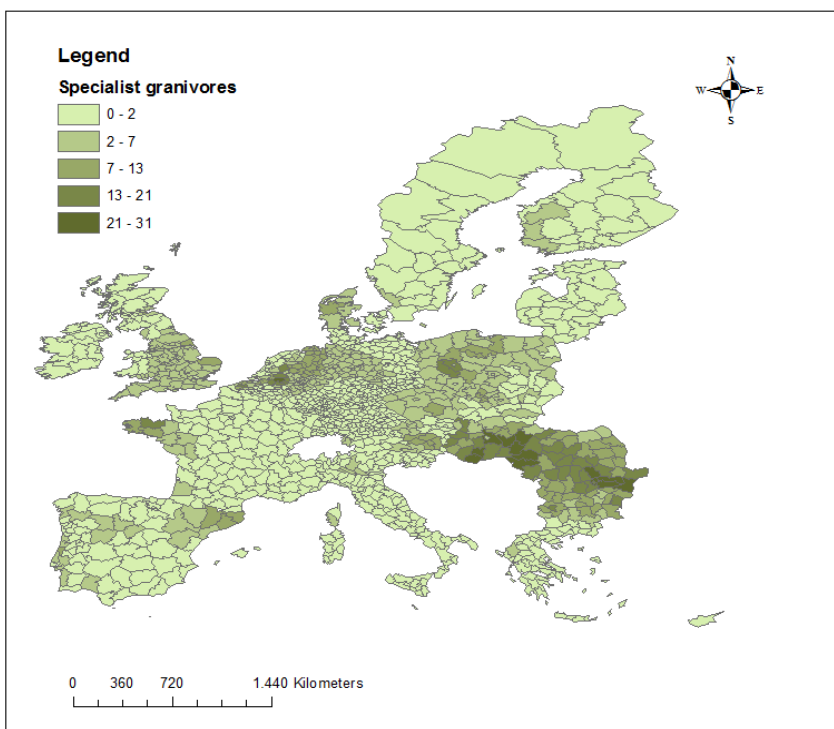 Legend
Specialist granivores
0 - 2
2 - 7
7 - 13
13 - 21
21 - 31
N
W E
S
0 360 720 1.440 Kilometers